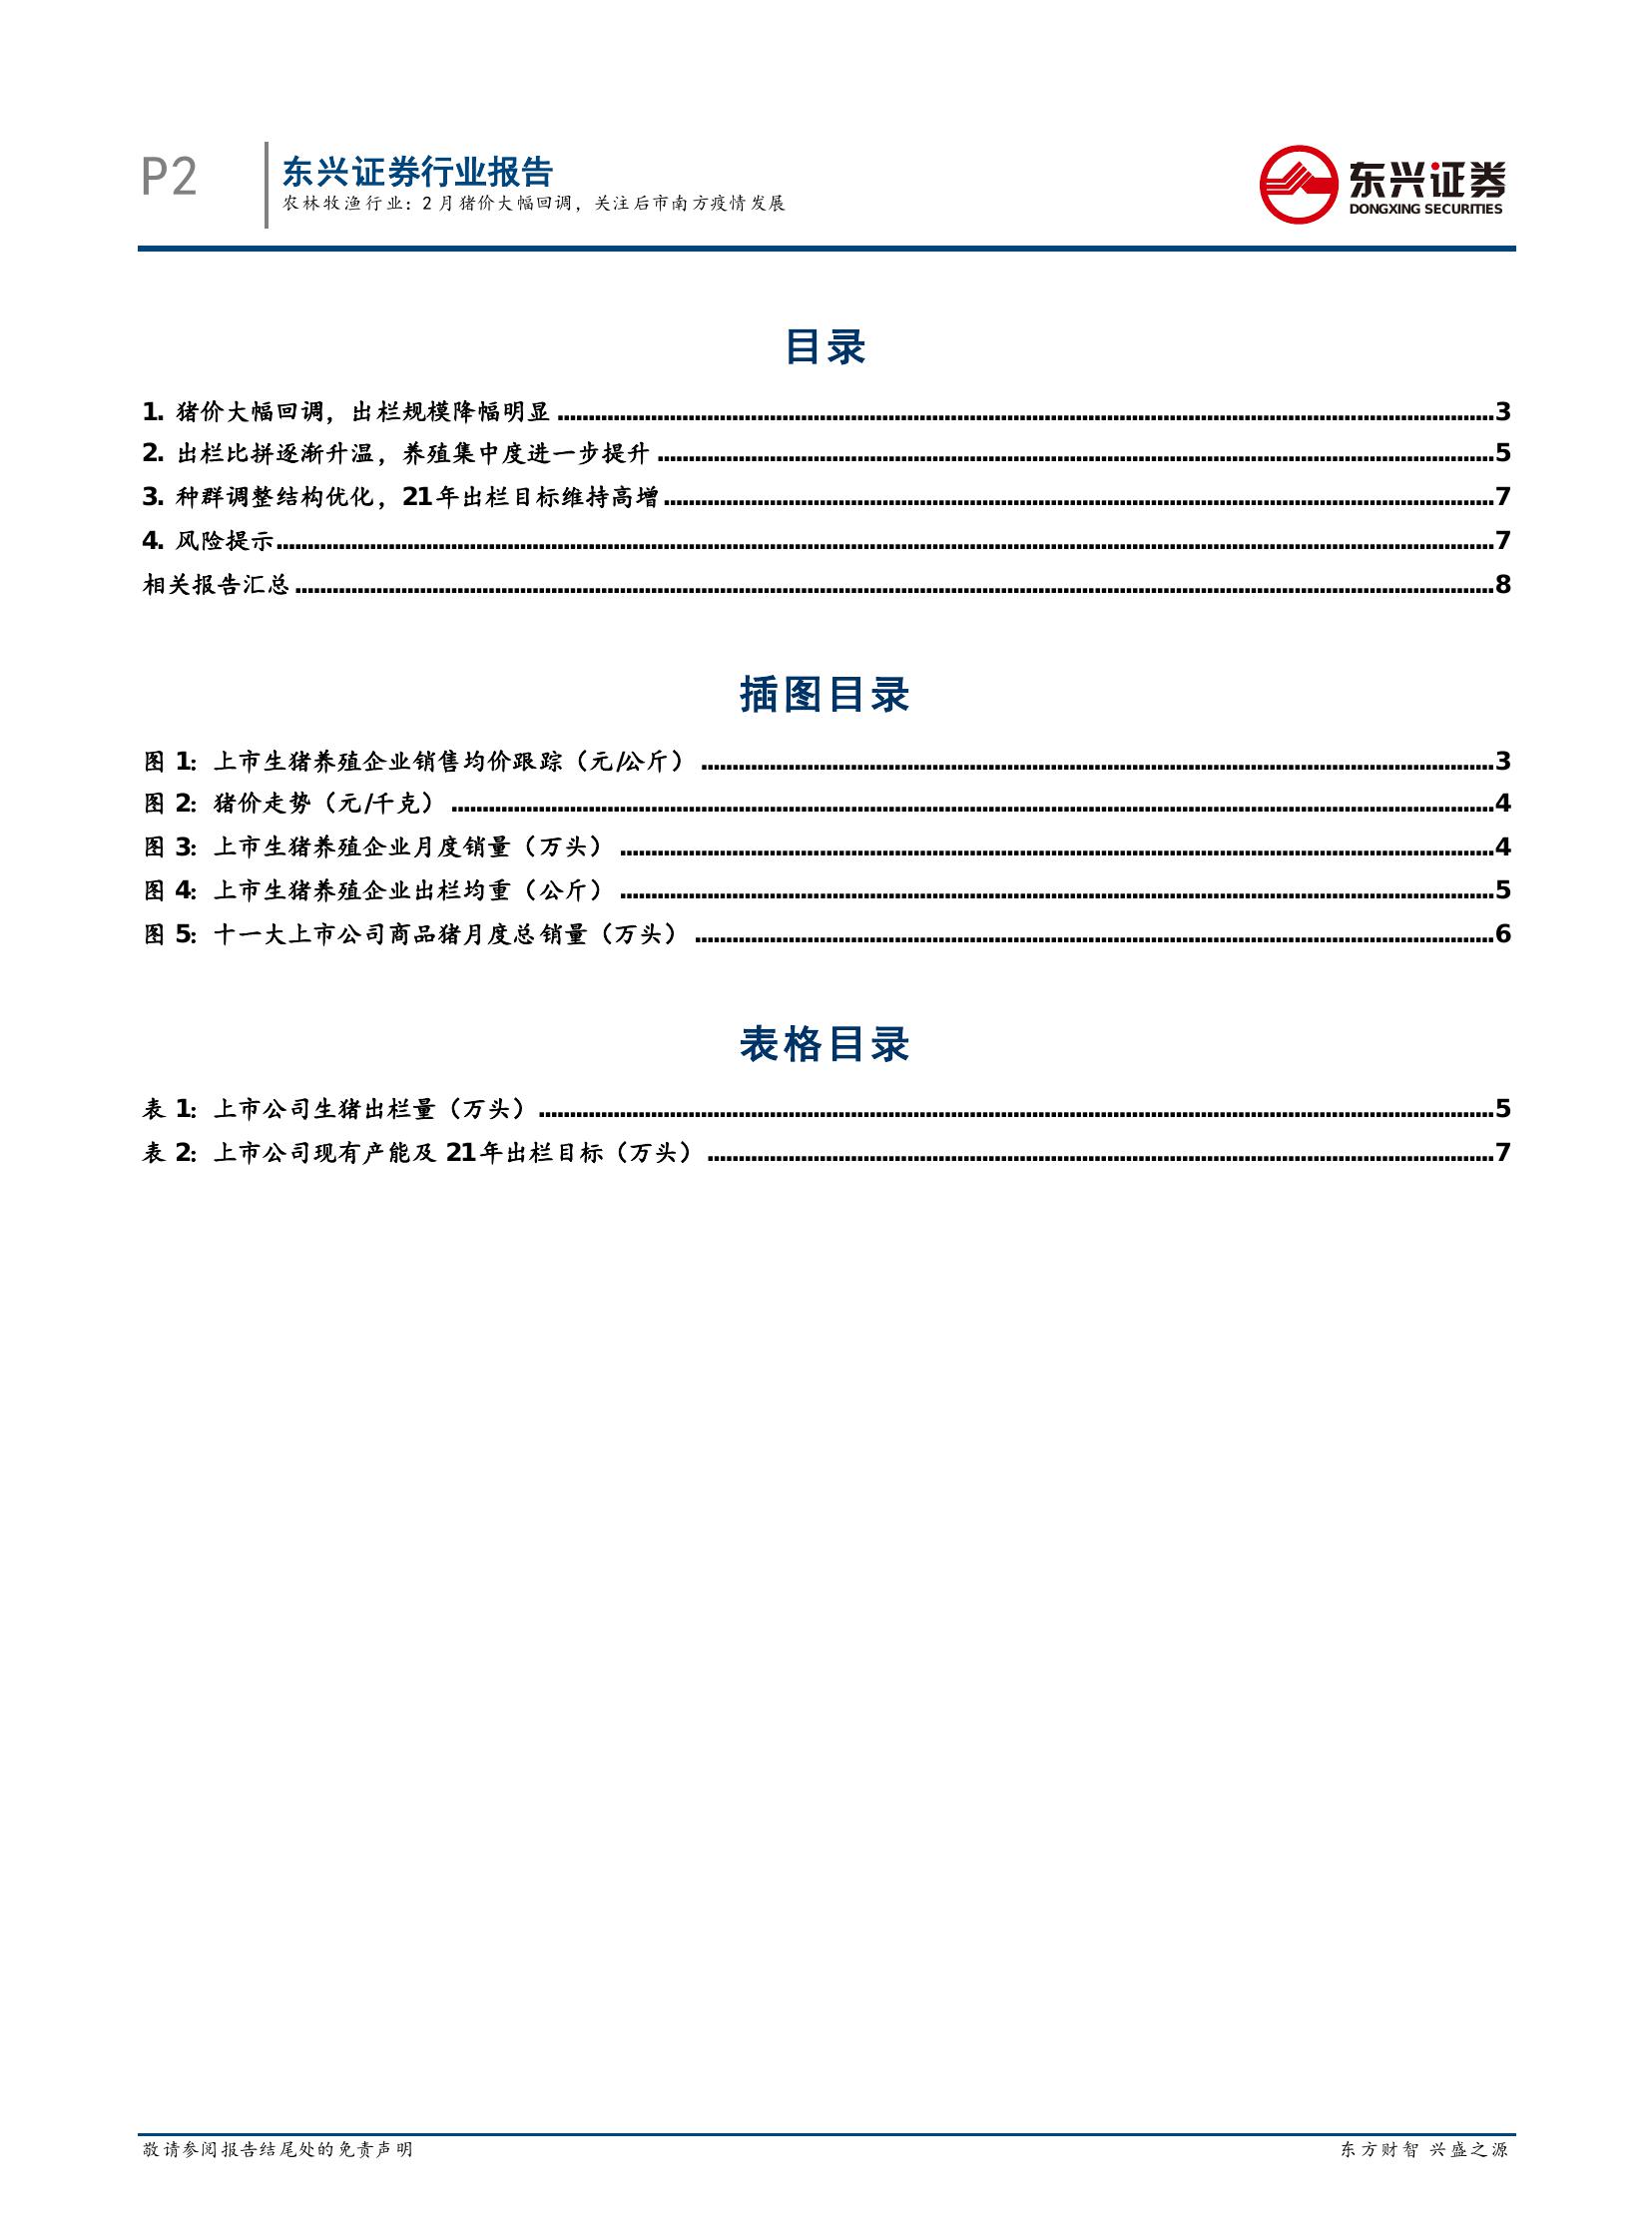 P2
东兴证券行业报告
农林牧渔行业：2 月猪价大幅回调，关注后市南方疫情发展
东兴证券
DONGXING SECURITIES
目录
1. 猪价大幅回调，出栏规模降幅明显 ........ 3
2. 出栏比拼逐渐升温，养殖集中度进一步提升 ........ 5
3. 种群调整结构优化，21 年出栏目标维持高增 ........ 7
4. 风险提示 ........ 7
相关报告汇总 ........ 8
插图目录
图 1：上市生猪养殖企业销售均价跟踪（元/公斤） ........ 3
图 2：猪价走势（元/千克） ........ 4
图 3：上市生猪养殖企业月度销量（万头） ........ 4
图 4：上市生猪养殖企业出栏均重（公斤） ........ 5
图 5：十一大上市公司商品猪月度总销量（万头） ........ 6
表格目录
表 1：上市公司生猪出栏量（万头） ........ 5
表 2：上市公司现有产能及 21 年出栏目标（万头） ........ 7
敬请参阅报告结尾处的免责声明
东方财智 兴盛之源